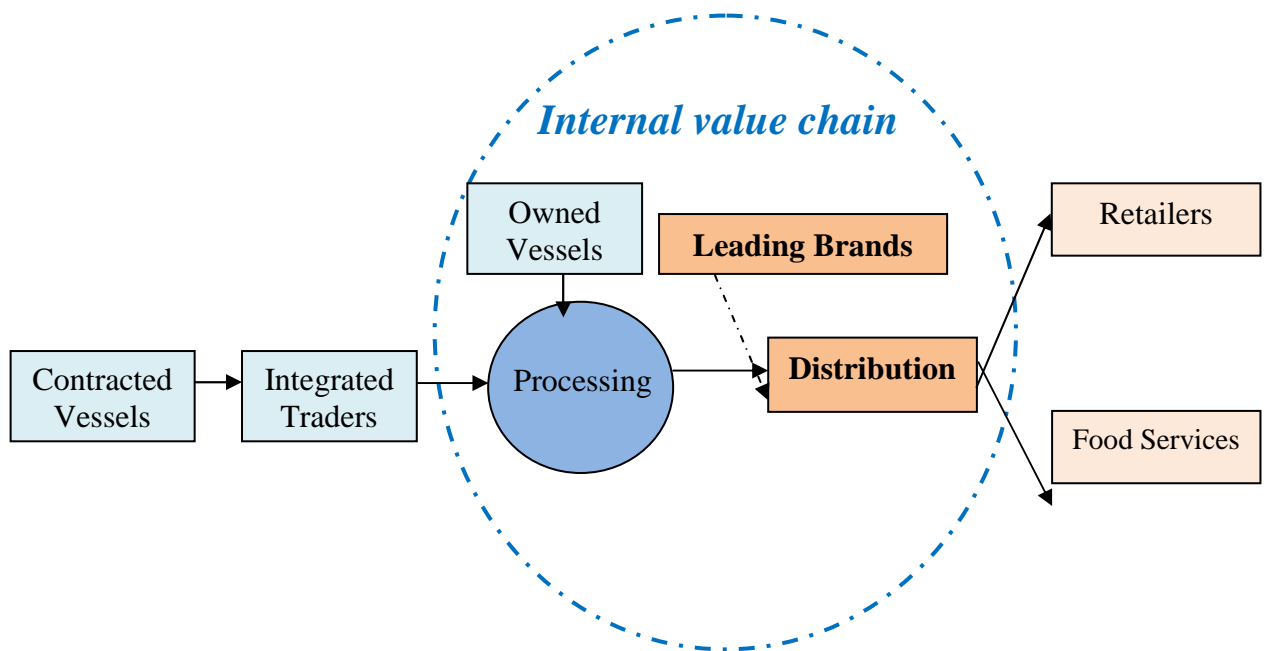 Internal value chain
Owned
Vessels
Leading Brands
Retailers
Contracted
Vessels
Integrated
Traders
Processing
Distribution
Food Services